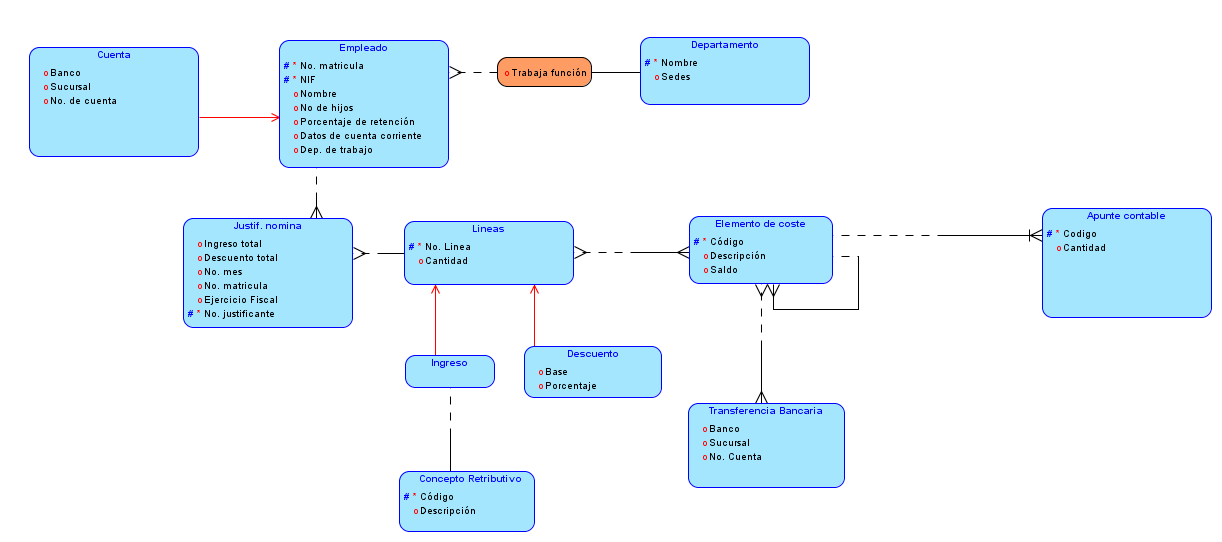 Cuenta
o Banco
o Sucursal
o No. de cuenta
Empleado
# * No. matricula
# * NIF
o Nombre
o No de hijos
o Porcentaje de retención
o Datos de cuenta corriente
o Dep. de trabajo
o Trabaja función
Departamento
# * Nombre
o Sedes
Justif. nomina
o Ingreso total
o Descuento total
o No. mes
o No. matricula
o Ejercicio Fiscal
# * No. justificante
Lineas
# * No. Linea
o Cantidad
Elemento de coste
# * Código
o Descripción
o Saldo
Apunte contable
# * Codigo
o Cantidad
Ingreso
Descuento
o Base
o Porcentaje
Transferencia Bancaria
o Banco
o Sucursal
o No. Cuenta
Concepto Retributivo
# * Código
o Descripción